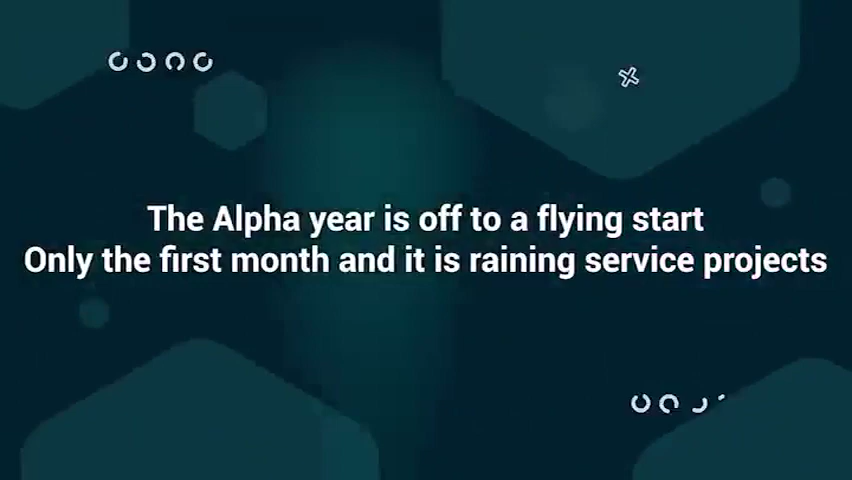 The Alpha year is off to a flying start
Only the first month and it is raining service projects